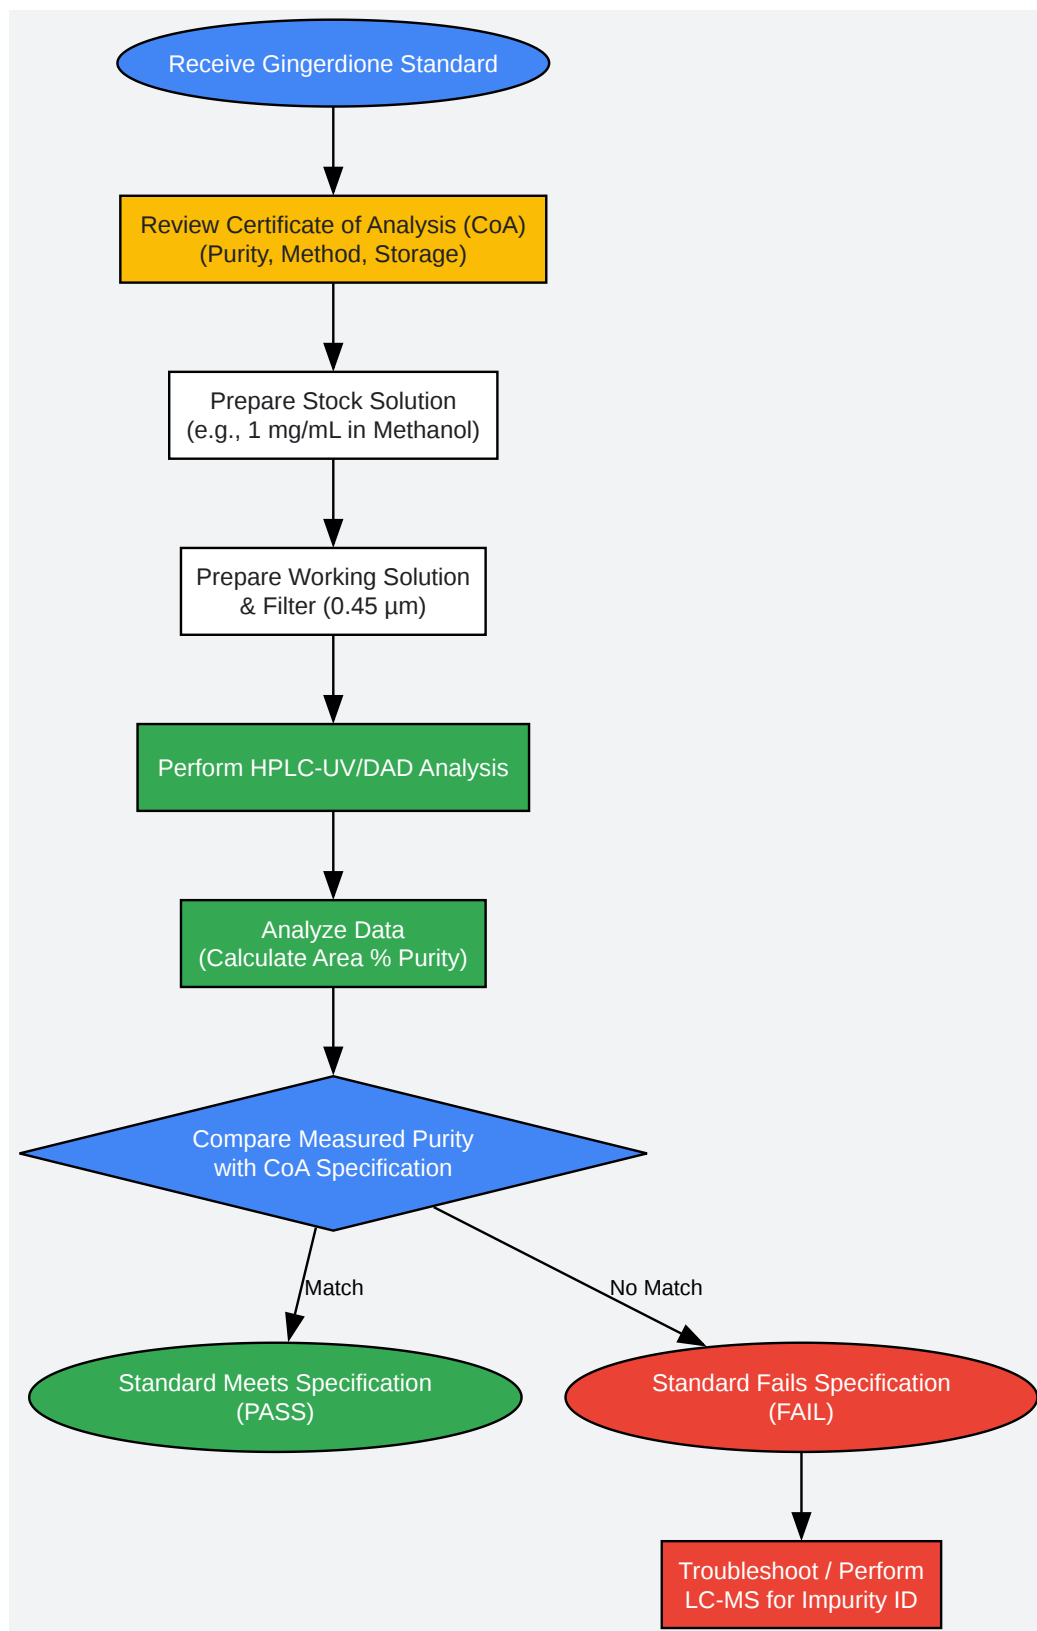 Receive Gingerdione Standard
Review Certificate of Analysis (CoA)
(Purity, Method, Storage)
Prepare Stock Solution
(e.g., 1 mg/mL in Methanol)
Prepare Working Solution
& Filter (0.45 µm)
Perform HPLC-UV/DAD Analysis
Analyze Data
(Calculate Area % Purity)
Compare Measured Purity
with CoA Specification
Match
No Match
Standard Meets Specification
(PASS)
Standard Fails Specification
(FAIL)
Troubleshoot / Perform
LC-MS for Impurity ID